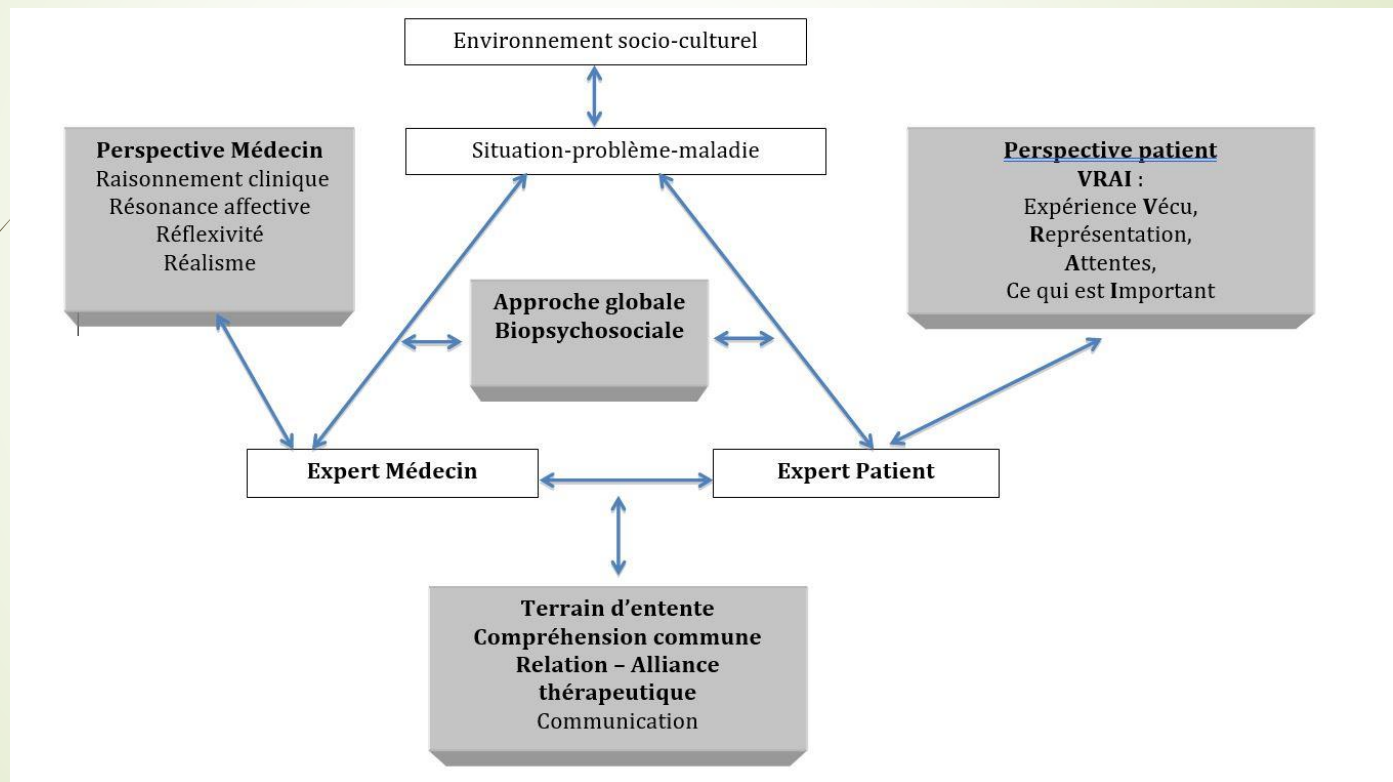 Environnement socio-culturel
Situation-problème-maladie
Perspective Médecin
Raisonnement clinique
Résonance affective
Réflexivité
Réalisme
Perspective patient
VRAI :
Expérience Vécu,
Représentation,
Attentes,
Ce qui est Important
Approche globale
Biopsychosociale
Expert Médecin
Expert Patient
Terrain d'entente
Compréhension commune
Relation – Alliance
thérapeutique
Communication